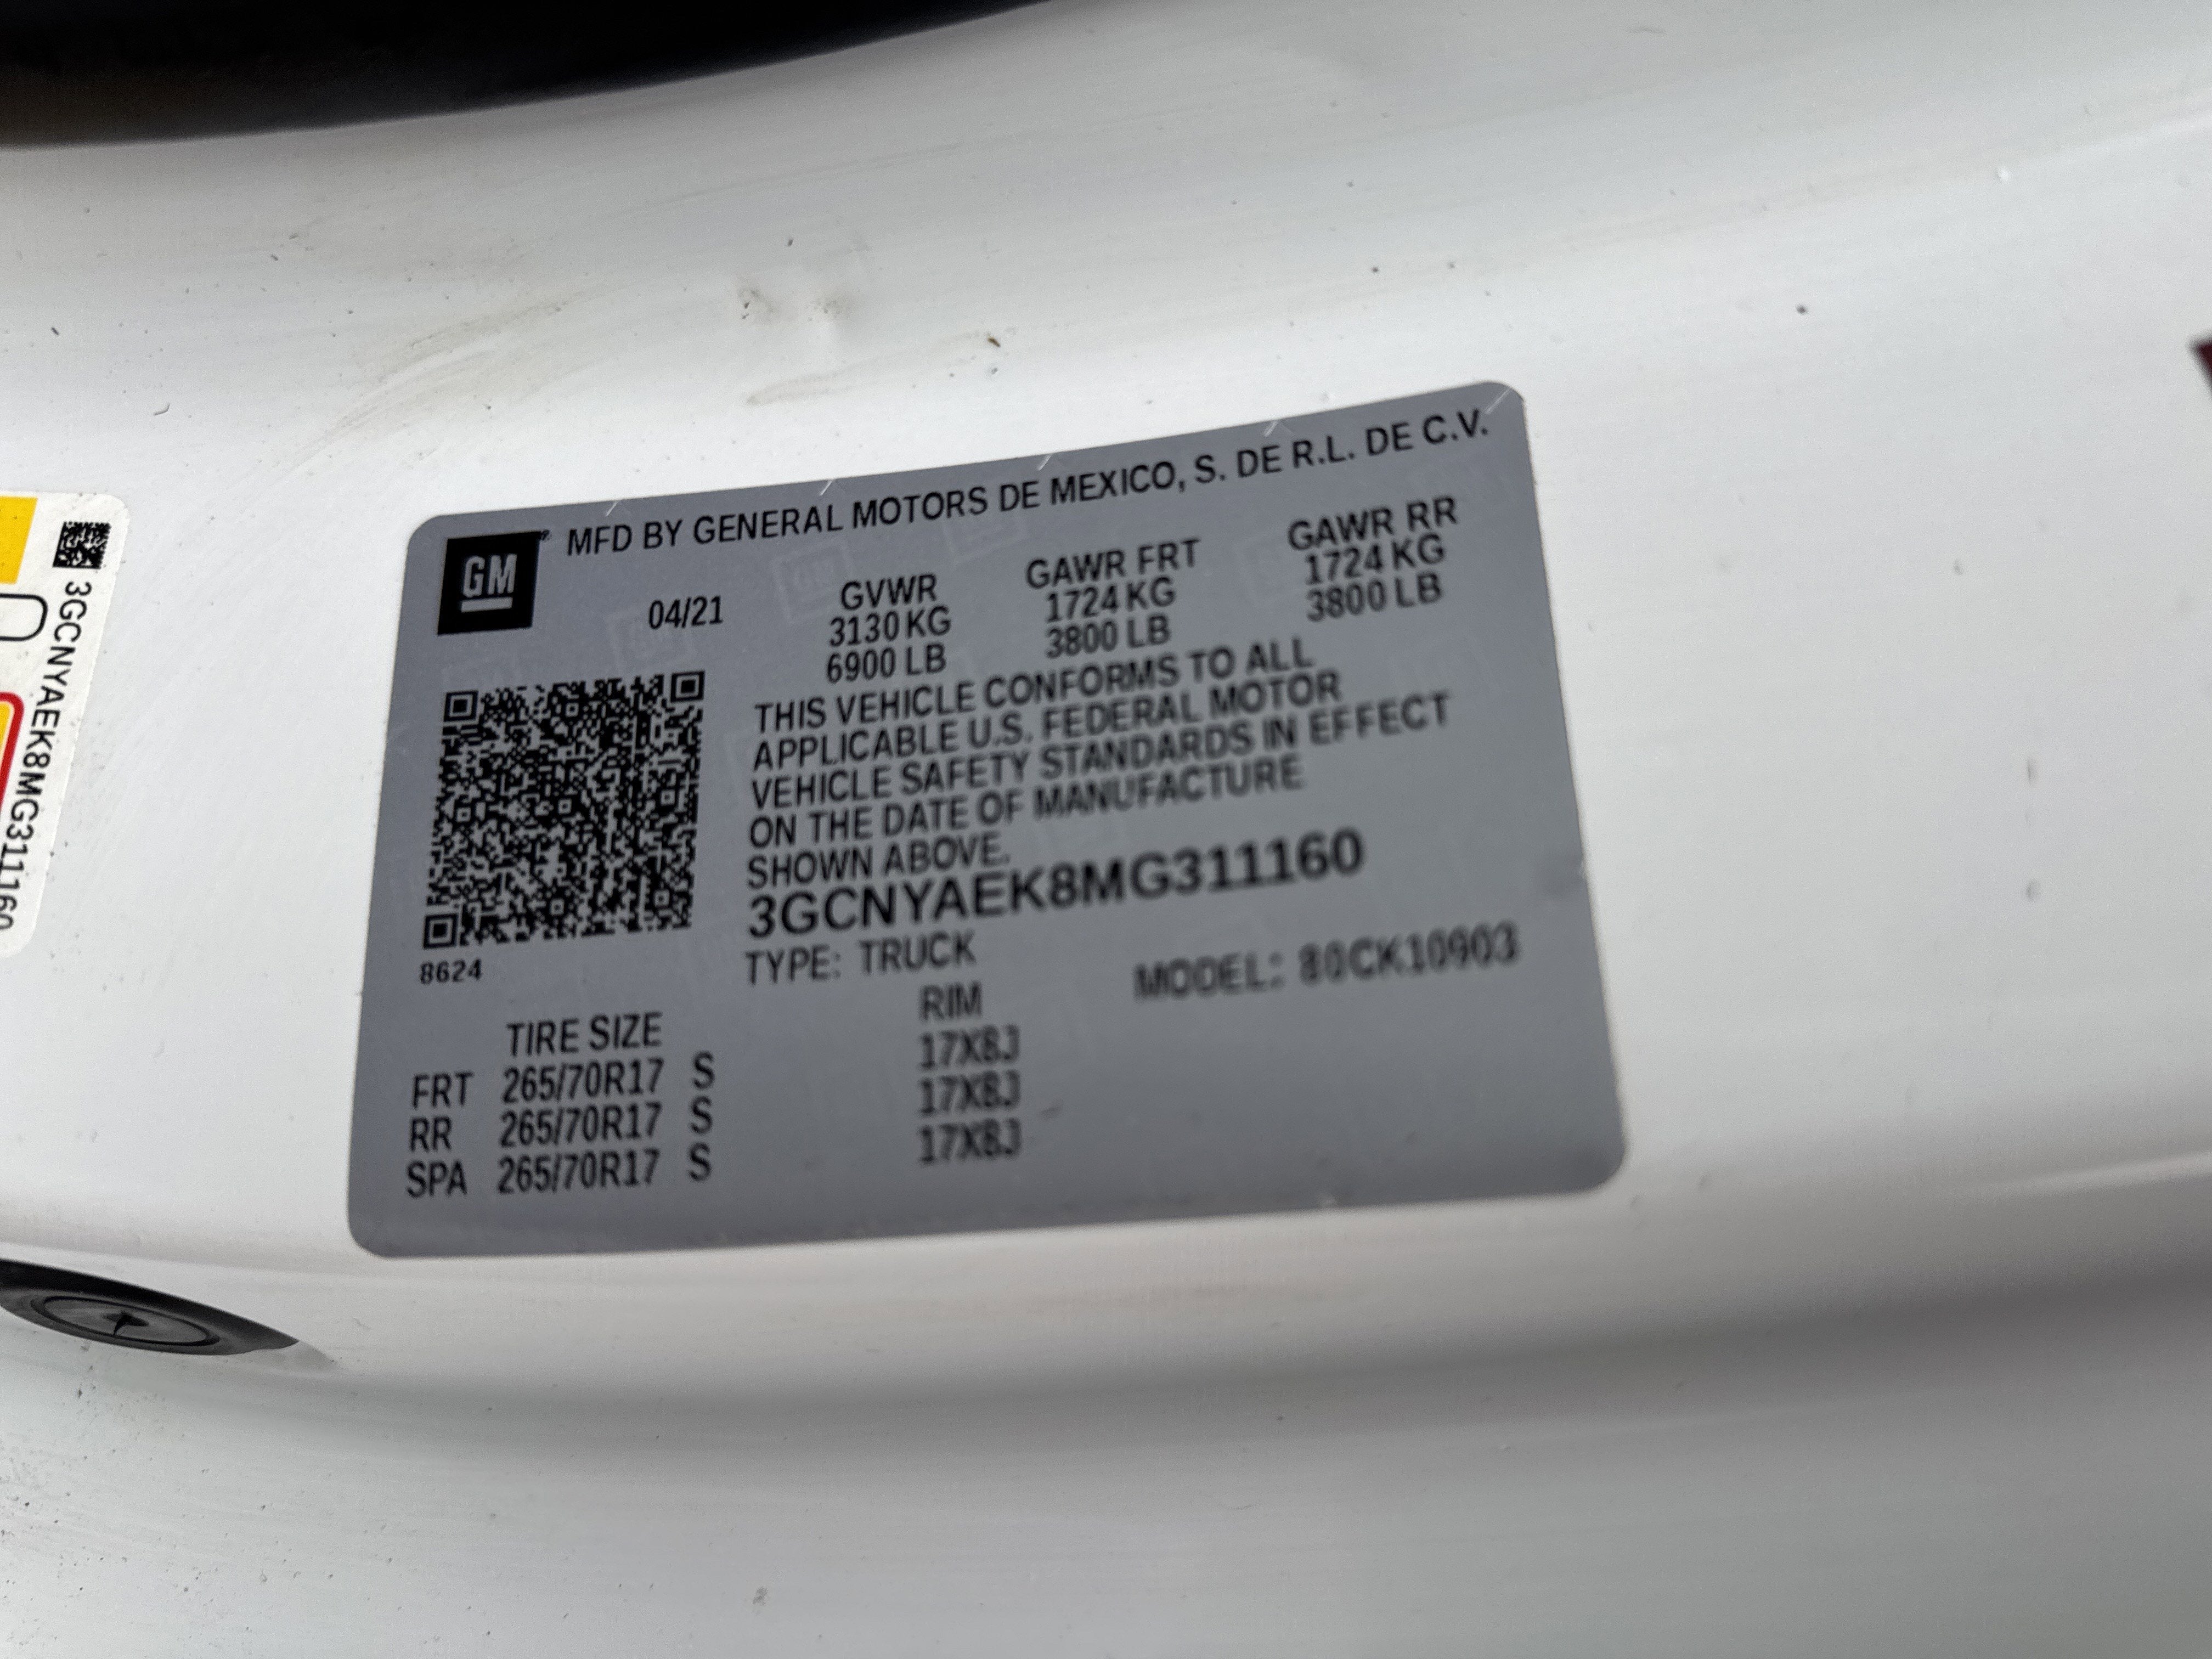 MFD BY GENERAL MOTORS DE MEXICO, S. DE R.L. DE C.V.
GM
04/21
GVWR
3130 KG
6900 LB
GAWR FRT
1724 KG
3800 LB
GAWR RR
1724 KG
3800 LB
THIS VEHICLE CONFORMS TO ALL
APPLICABLE U.S. FEDERAL MOTOR
VEHICLE SAFETY STANDARDS IN EFFECT
ON THE DATE OF MANUFACTURE
SHOWN ABOVE.
3GCNYAEK8MG311160
8624
TYPE: TRUCK
MODEL: 80CK10903
TIRE SIZE RIM
FRT 265/70R17 S 17X8J
RR 265/70R17 S 17X8J
SPA 265/70R17 S 17X8J
3GCNYAEK8MG311160